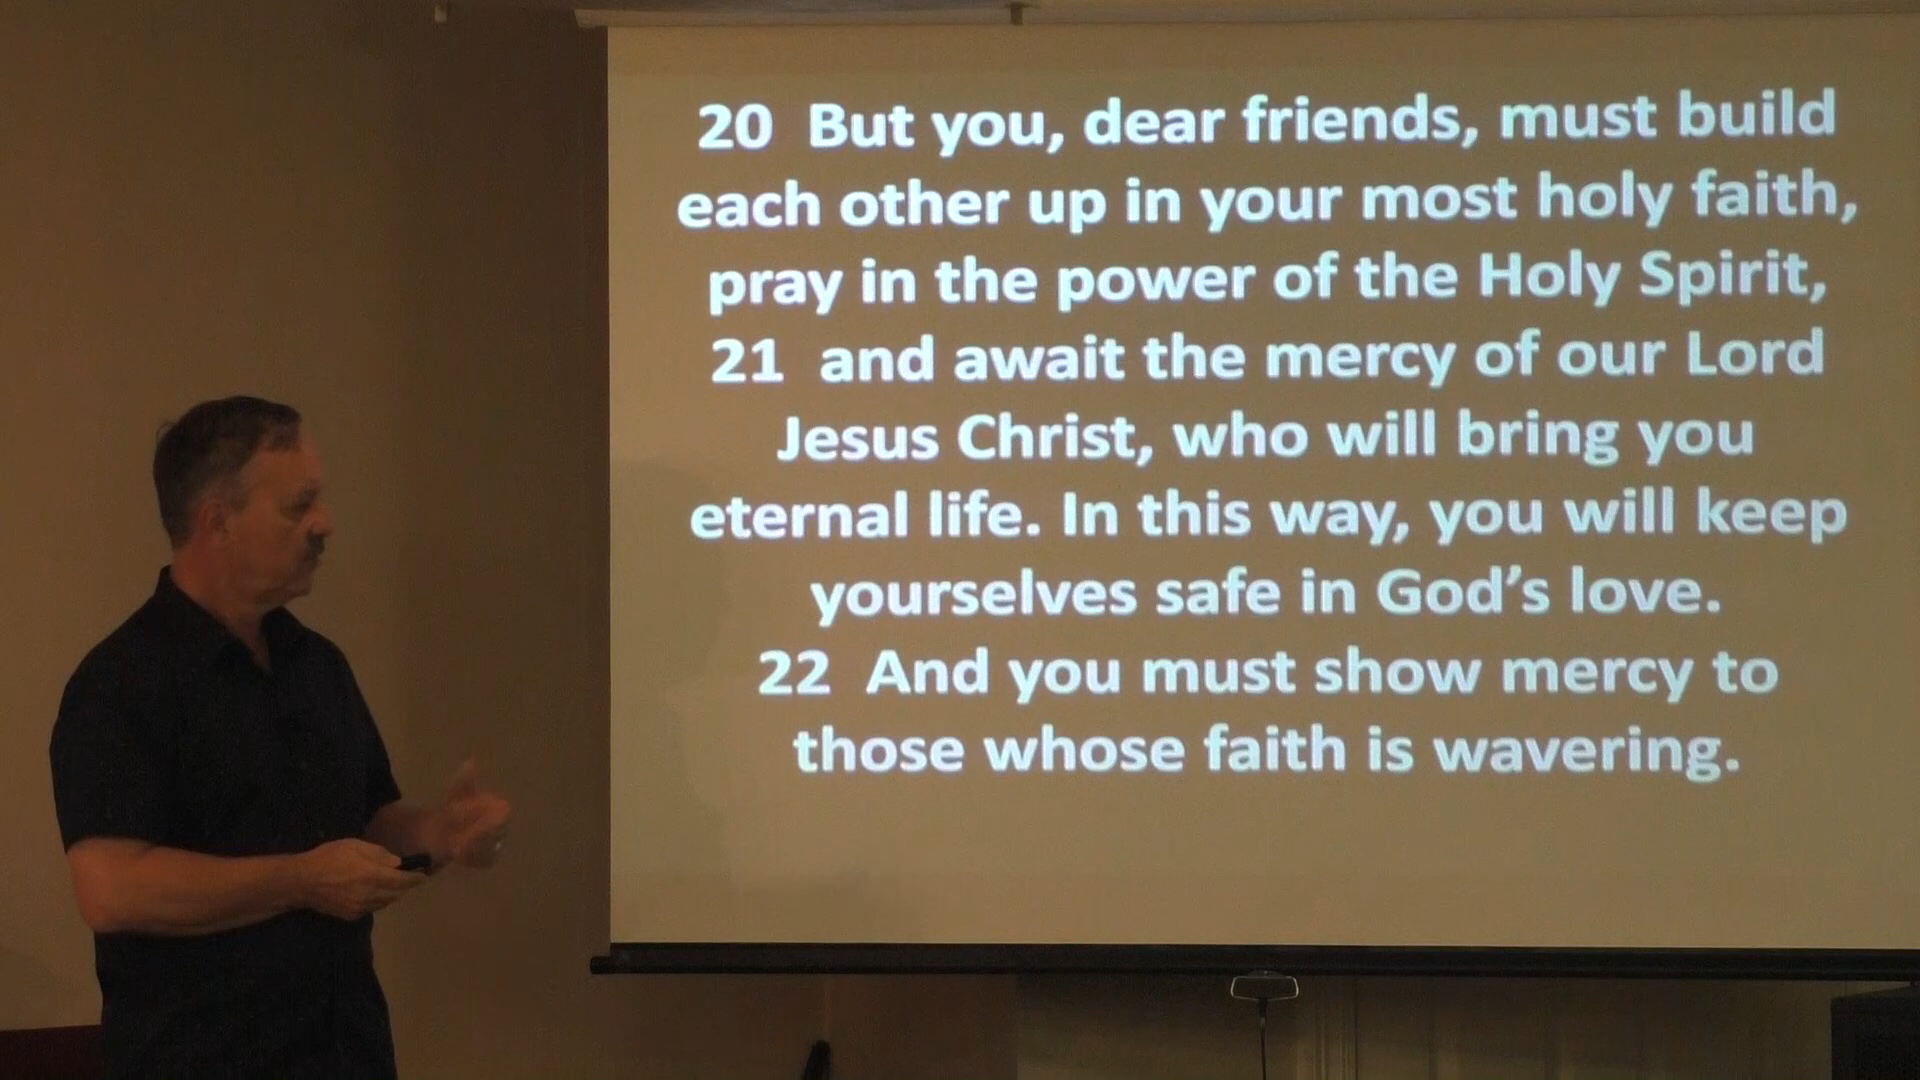 20 But you, dear friends, must build
each other up in your most holy faith,
pray in the power of the Holy Spirit,
21 and await the mercy of our Lord
Jesus Christ, who will bring you
eternal life. In this way, you will keep
yourselves safe in God’s love.
22 And you must show mercy to
those whose faith is wavering.